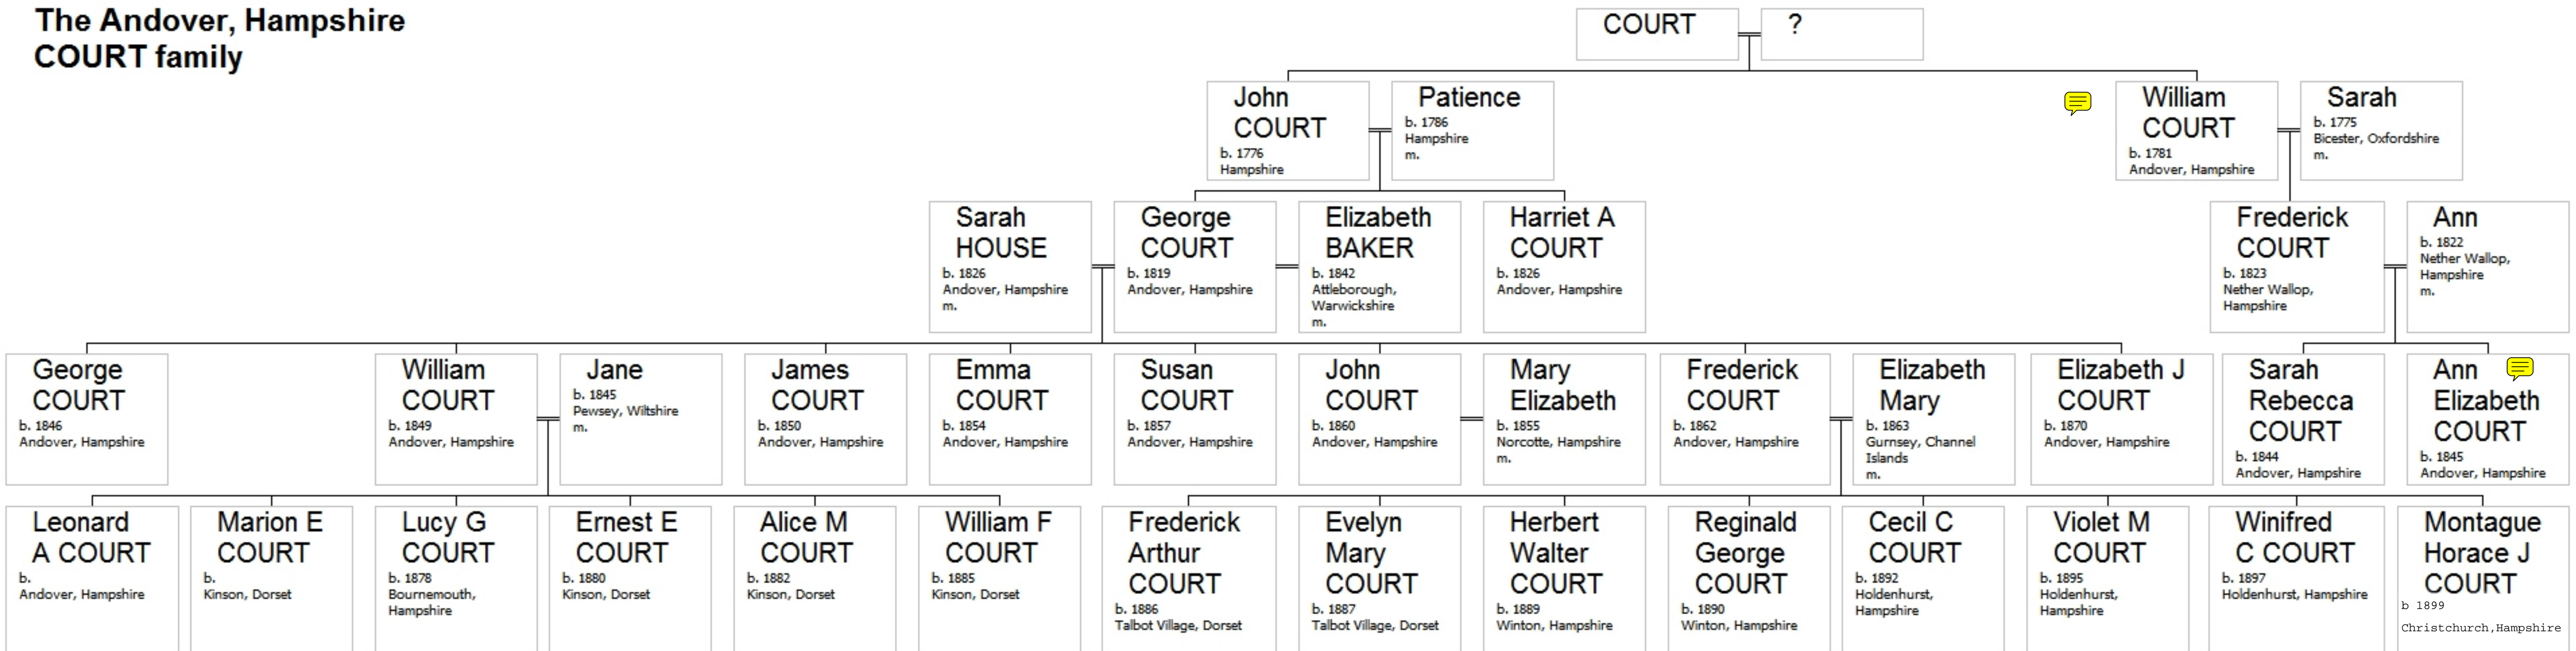 The Andover, Hampshire
COURT family
COURT
?
John
COURT
b. 1776
Hampshire
Patience
b. 1786
Hampshire
m.
William
COURT
b. 1781
Andover, Hampshire
Sarah
b. 1775
Bicester, Oxfordshire
m.
Sarah
HOUSE
b. 1826
Andover, Hampshire
m.
George
COURT
b. 1819
Andover, Hampshire
Elizabeth
BAKER
b. 1842
Attleborough,
Warwickshire
m.
Harriet A
COURT
b. 1826
Andover, Hampshire
Frederick
COURT
b. 1823
Nether Wallop,
Hampshire
Ann
b. 1822
Nether Wallop,
Hampshire
m.
George
COURT
b. 1846
Andover, Hampshire
William
COURT
b. 1849
Andover, Hampshire
Jane
b. 1845
Pewsey, Wiltshire
m.
James
COURT
b. 1850
Andover, Hampshire
Emma
COURT
b. 1854
Andover, Hampshire
Susan
COURT
b. 1857
Andover, Hampshire
John
COURT
b. 1860
Andover, Hampshire
Mary
Elizabeth
b. 1855
Norcotte, Hampshire
m.
Frederick
COURT
b. 1862
Andover, Hampshire
Elizabeth
Mary
b. 1863
Gurnsey, Channel
Islands
m.
Elizabeth J
COURT
b. 1870
Andover, Hampshire
Sarah
Rebecca
COURT
b. 1844
Andover, Hampshire
Ann
Elizabeth
COURT
b. 1845
Andover, Hampshire
Leonard
A COURT
b.
Andover, Hampshire
Marion E
COURT
b.
Kinson, Dorset
Lucy G
COURT
b. 1878
Bournemouth,
Hampshire
Ernest E
COURT
b. 1880
Kinson, Dorset
Alice M
COURT
b. 1882
Kinson, Dorset
William F
COURT
b. 1885
Kinson, Dorset
Frederick
Arthur
COURT
b. 1886
Talbot Village, Dorset
Evelyn
Mary
COURT
b. 1887
Talbot Village, Dorset
Herbert
Walter
COURT
b. 1889
Winton, Hampshire
Reginald
George
COURT
b. 1890
Winton, Hampshire
Cecil C
COURT
b. 1892
Holdenhurst,
Hampshire
Violet M
COURT
b. 1895
Holdenhurst,
Hampshire
Winifred
C COURT
b. 1897
Holdenhurst, Hampshire
Montague
Horace J
COURT
b 1899
Christchurch,Hampshire